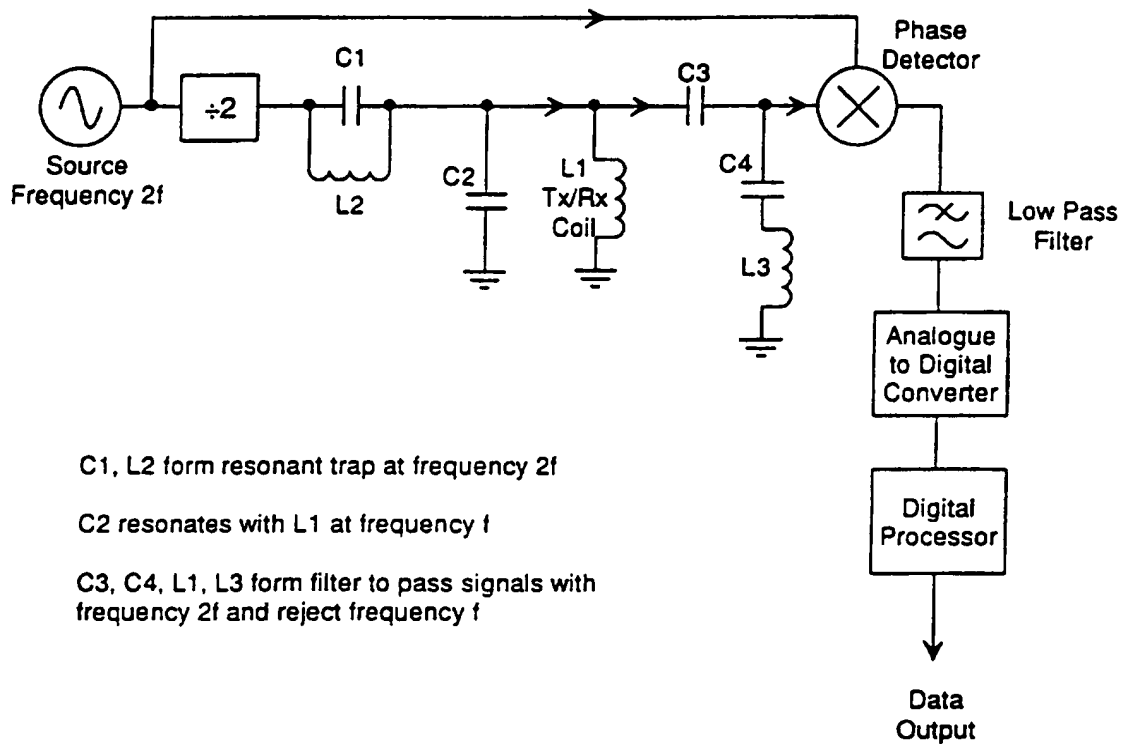 Phase
Detector
C1
C3
÷2
Source
Frequency 2f
L2
C2
L1
Tx/Rx
Coil
C4
L3
Low Pass
Filter
Analogue
to Digital
Converter
C1, L2 form resonant trap at frequency 2f
C2 resonates with L1 at frequency f
C3, C4, L1, L3 form filter to pass signals with
frequency 2f and reject frequency f
Digital
Processor
Data
Output